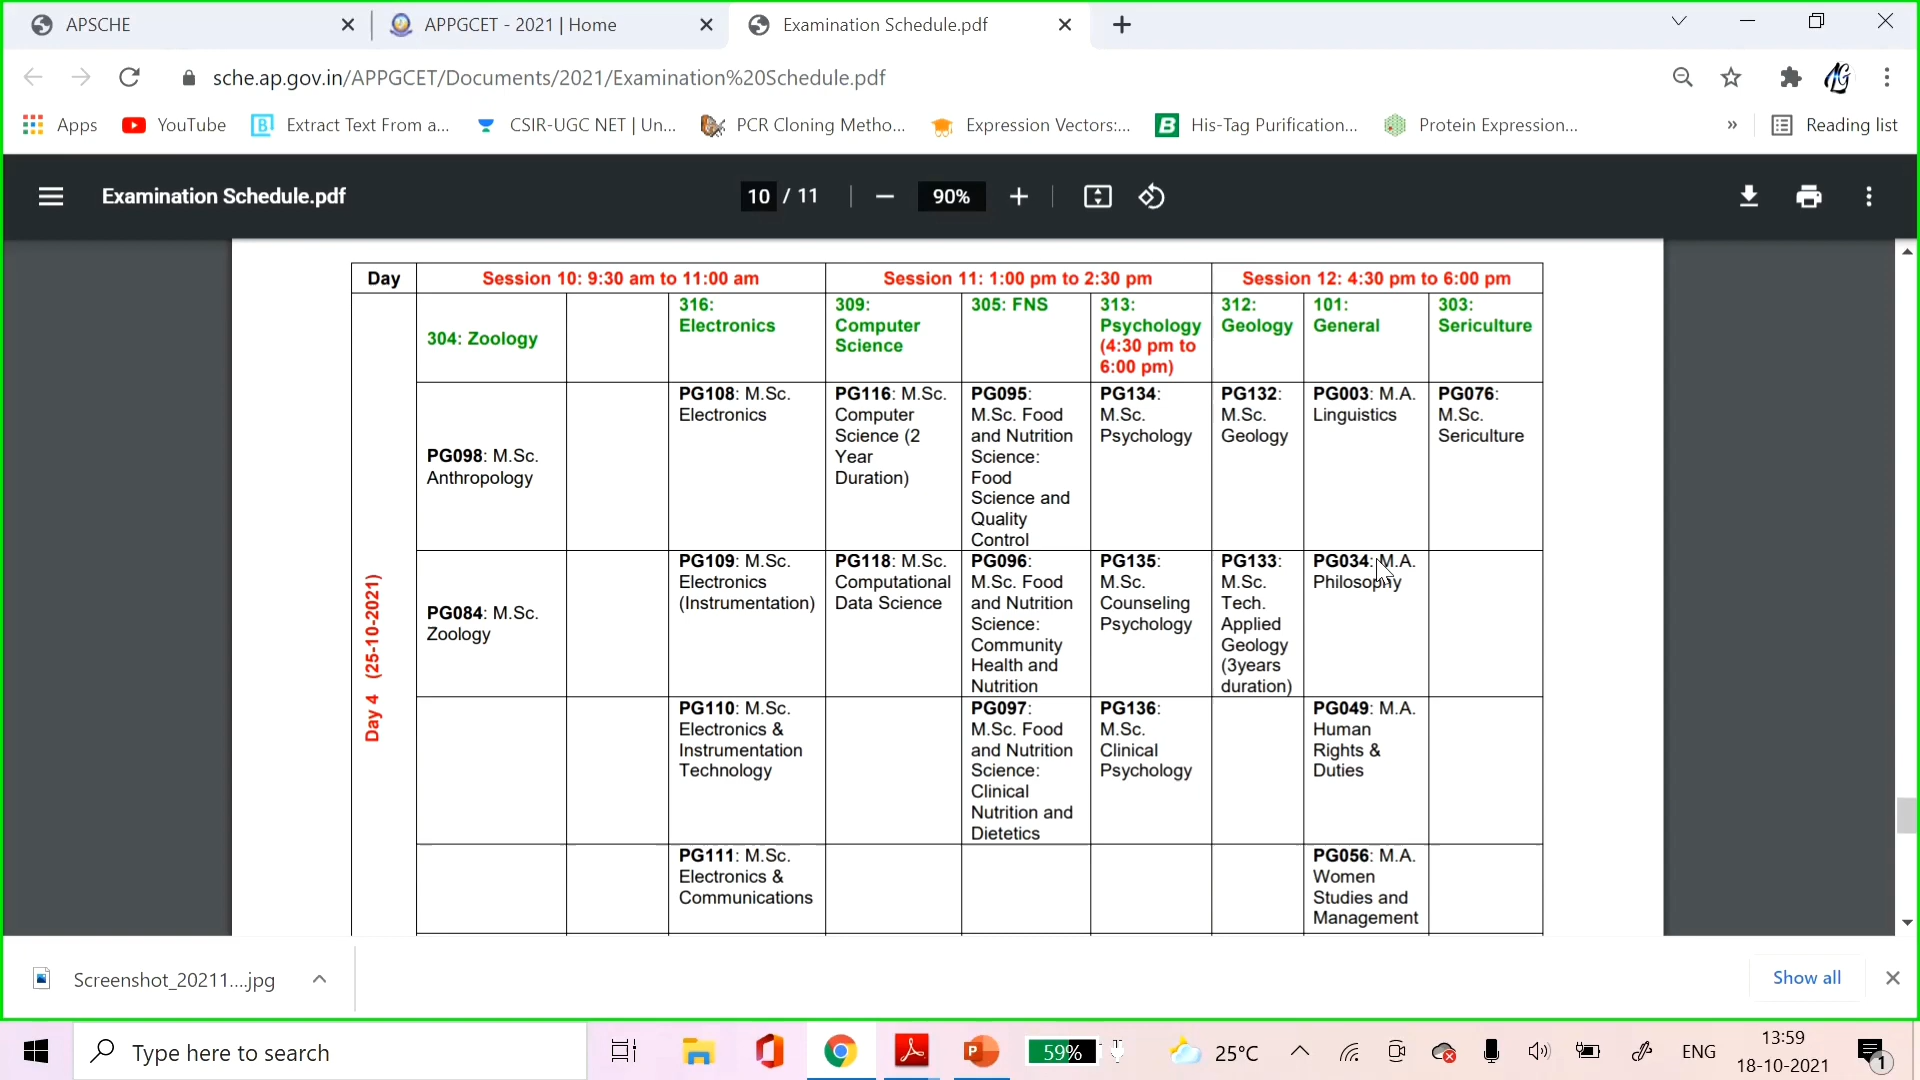 APSCHE
APPGCET - 2021 | Home
Examination Schedule.pdf
sche.ap.gov.in/APPGCET/Documents/2021/Examination%20Schedule.pdf
Apps
YouTube
Extract Text From a...
CSIR-UGC NET | Un...
PCR Cloning Metho...
Expression Vectors:...
His-Tag Purification...
Protein Expression...
»
Reading list
Examination Schedule.pdf
10 / 11
90%
Day
Session 10: 9:30 am to 11:00 am
Session 11: 1:00 pm to 2:30 pm
Session 12: 4:30 pm to 6:00 pm
Day 4 (25-10-2021)
304: Zoology
316:
Electronics
309:
Computer
Science
305: FNS
313:
Psychology
(4:30 pm to
6:00 pm)
312:
Geology
101:
General
303:
Sericulture
PG098: M.Sc.
Anthropology
PG108: M.Sc.
Electronics
PG116: M.Sc.
Computer
Science (2
Year
Duration)
PG095:
M.Sc. Food
and Nutrition
Science:
Food
Science and
Quality
Control
PG134:
M.Sc.
Psychology
PG132:
M.Sc.
Geology
PG003: M.A.
Linguistics
PG076:
M.Sc.
Sericulture
PG084: M.Sc.
Zoology
PG109: M.Sc.
Electronics
(Instrumentation)
PG118: M.Sc.
Computational
Data Science
PG096:
M.Sc. Food
and Nutrition
Science:
Community
Health and
Nutrition
PG135:
M.Sc.
Counseling
Psychology
PG133:
M.Sc.
Tech.
Applied
Geology
(3years
duration)
PG034: M.A.
Philosophy
PG110: M.Sc.
Electronics &
Instrumentation
Technology
PG097:
M.Sc. Food
and Nutrition
Science:
Clinical
Nutrition and
Dietetics
PG136:
M.Sc.
Clinical
Psychology
PG049: M.A.
Human
Rights &
Duties
PG111: M.Sc.
Electronics &
Communications
PG056: M.A.
Women
Studies and
Management
Screenshot_20211....jpg
Show all
Type here to search
59%
25°C
ENG
13:59
18-10-2021
1